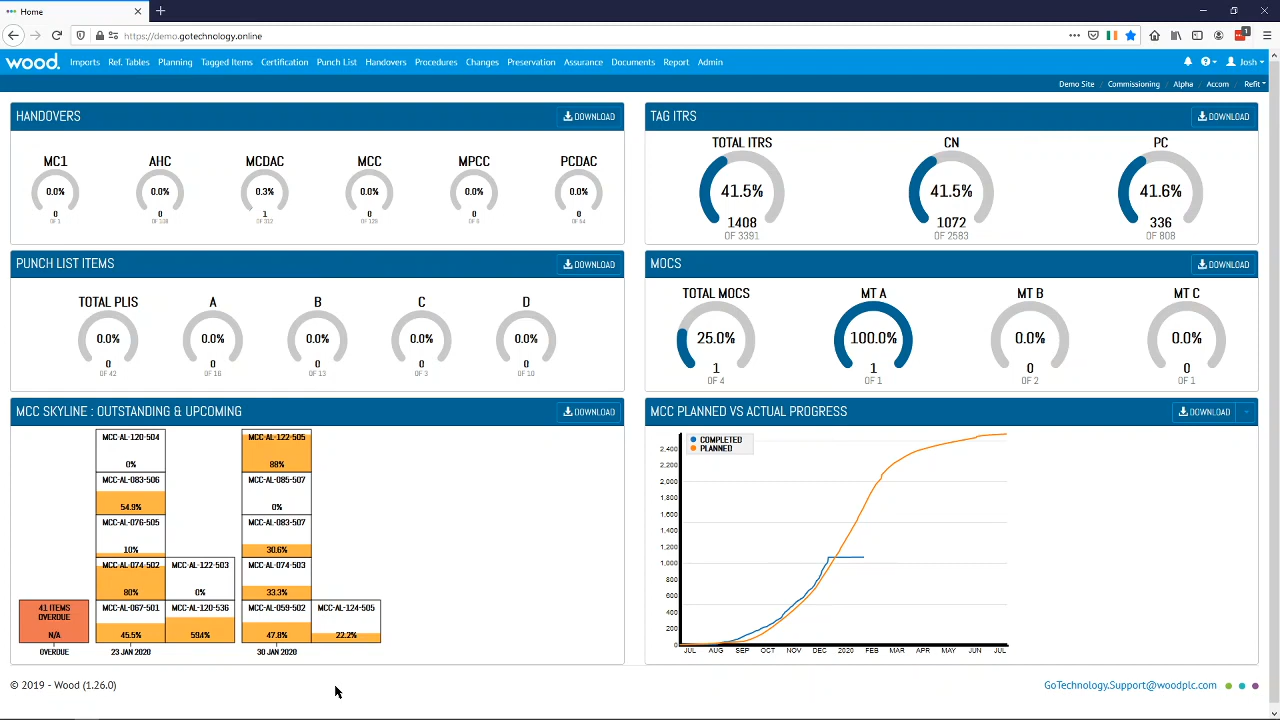 Home
https://demo.gotechnology.online
1
wood.
Imports Ref. Tables Planning Tagged Items Certification Punch List Items Handovers Procedures Changes Preservation Assurance Documents Report Admin
Josh
Demo Site / Commissioning / Alpha / Accom / Refit
HANDOVERS
DOWNLOAD
MC1 AHC MCDAC MCC MPCC PCDAC
0.0% 0.0% 0.3% 0.0% 0.0% 0.0%
0 0 1 0 0 0
TAG ITRS
DOWNLOAD
TOTAL ITRS CN PC
41.5% 41.5% 41.6%
1408 1072 336
OF 3391 OF 2583 OF 808
PUNCH LIST ITEMS
DOWNLOAD
TOTAL PLIS A B C D
0.0% 0.0% 0.0% 0.0% 0.0%
0 0 0 0 0
OF 42 OF 16 OF 13 OF 3 OF 10
MOCS
DOWNLOAD
TOTAL MOCS MT A MT B MT C
25.0% 100.0% 0.0% 0.0%
1 1 0 0
OF 4 OF 1 OF 2 OF 1
MCC SKYLINE : OUTSTANDING & UPCOMING
DOWNLOAD
MCC-AL-120-504 MCC-AL-122-505
0% 88%
MCC-AL-083-506 MCC-AL-085-507
54.9% 0%
MCC-AL-076-505 MCC-AL-083-507
10% 30.6%
MCC-AL-074-502 MCC-AL-122-503 MCC-AL-074-503
80% 0% 33.3%
41 ITEMS
OVERDUE
N/A
MCC-AL-067-501 MCC-AL-120-536 MCC-AL-059-502 MCC-AL-124-505
45.5% 59.4% 47.8% 22.2%
OVERDUE 23 JAN 2020 30 JAN 2020
MCC PLANNED VS ACTUAL PROGRESS
DOWNLOAD
COMPLETED
PLANNED
2,400
2,200
2,000
1,800
1,600
1,400
1,200
1,000
800
600
400
200
0
JUL AUG SEP OCT NOV DEC 2020 FEB MAR APR MAY JUN JUL
© 2019 - Wood (1.26.0)
GoTechnology.Support@woodplc.com